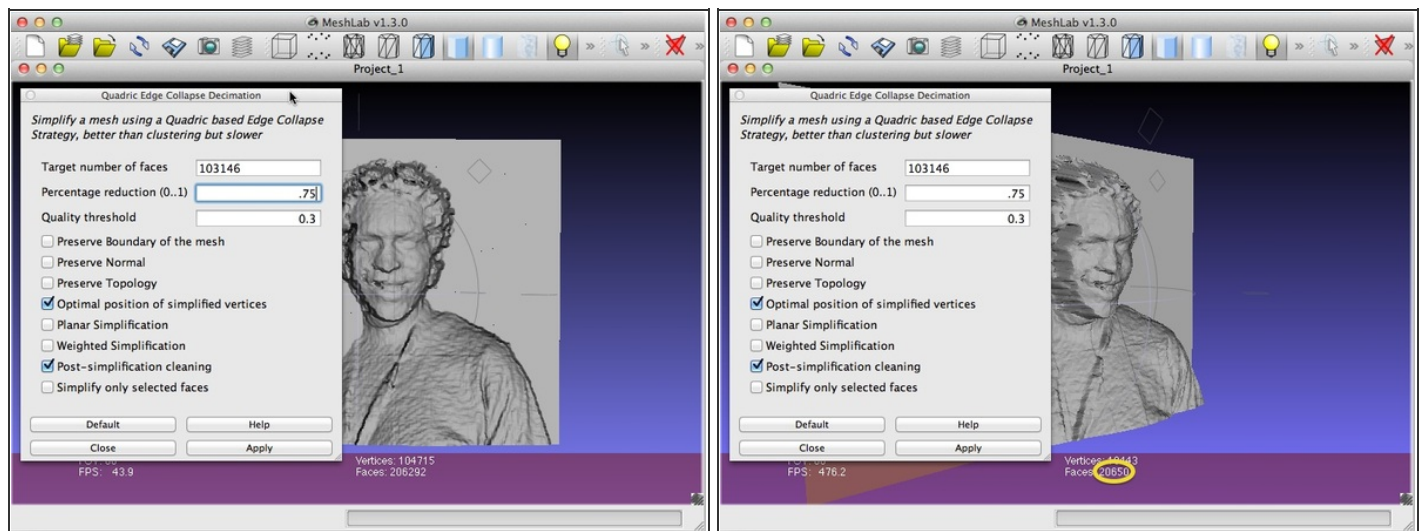 MeshLab v1.3.0
Project_1
Quadric Edge Collapse Decimation
Simplify a mesh using a Quadric based Edge Collapse
Strategy, better than clustering but slower
Target number of faces 103146
Percentage reduction (0..1) .75
Quality threshold 0.3
Preserve Boundary of the mesh
Preserve Normal
Preserve Topology
Optimal position of simplified vertices
Planar Simplification
Weighted Simplification
Post-simplification cleaning
Simplify only selected faces
Default Help
Close Apply
Vertices: 104715
FPS: 43.9 Faces: 206292
MeshLab v1.3.0
Project_1
Quadric Edge Collapse Decimation
Simplify a mesh using a Quadric based Edge Collapse
Strategy, better than clustering but slower
Target number of faces 103146
Percentage reduction (0..1) .75
Quality threshold 0.3
Preserve Boundary of the mesh
Preserve Normal
Preserve Topology
Optimal position of simplified vertices
Planar Simplification
Weighted Simplification
Post-simplification cleaning
Simplify only selected faces
Default Help
Close Apply
Vertices:
FPS: 476.2 Faces: 20650